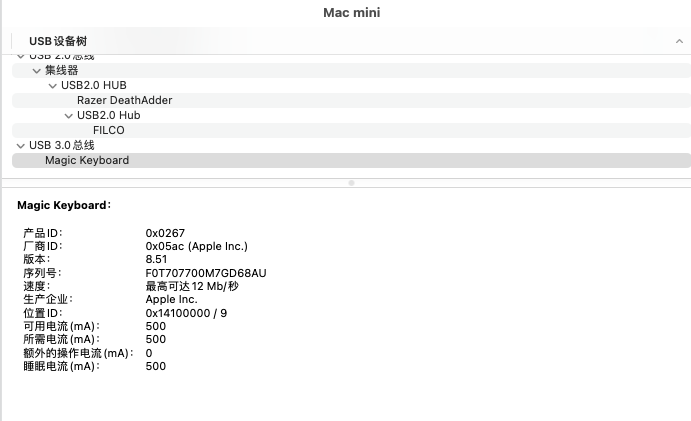 Mac mini
USB设备树
USB 2.0总线
集线器
USB2.0 HUB
Razer DeathAdder
USB2.0 Hub
FILCO
USB 3.0总线
Magic Keyboard
Magic Keyboard：
产品ID： 0x0267
厂商ID： 0x05ac (Apple Inc.)
版本： 8.51
序列号： F0T707700M7GD68AU
速度： 最高可达12 Mb/秒
生产企业： Apple Inc.
位置ID： 0x14100000 / 9
可用电流(mA)： 500
所需电流(mA)： 500
额外的操作电流(mA)： 0
睡眠电流(mA)： 500